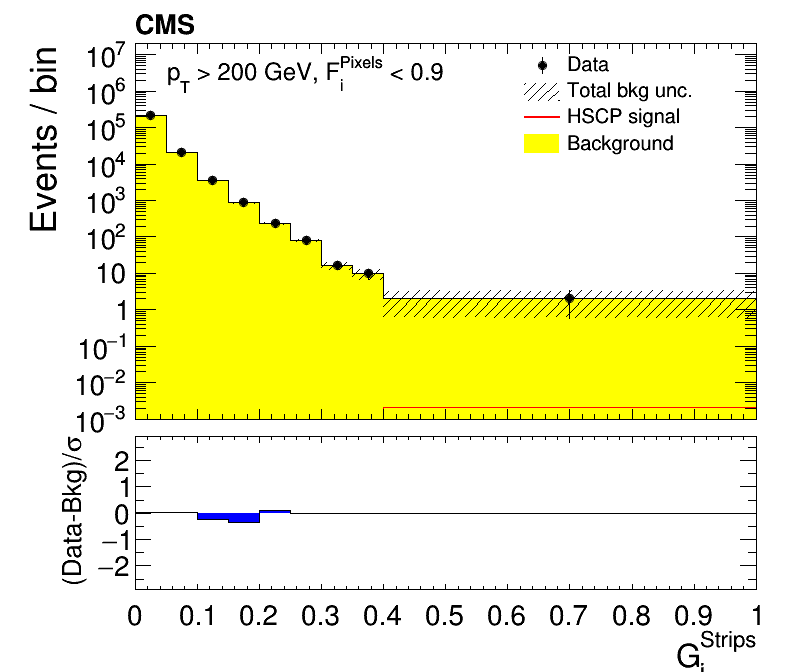 CMS
p_T > 200 GeV, F_i^Pixels < 0.9
Data
Total bkg unc.
HSCP signal
Background
Events / bin
10^7
10^6
10^5
10^4
10^3
10^2
10
1
10^−1
10^−2
10^−3
(Data-Bkg)/σ
2
1
0
−1
−2
0 0.1 0.2 0.3 0.4 0.5 0.6 0.7 0.8 0.9 1
G_i^Strips